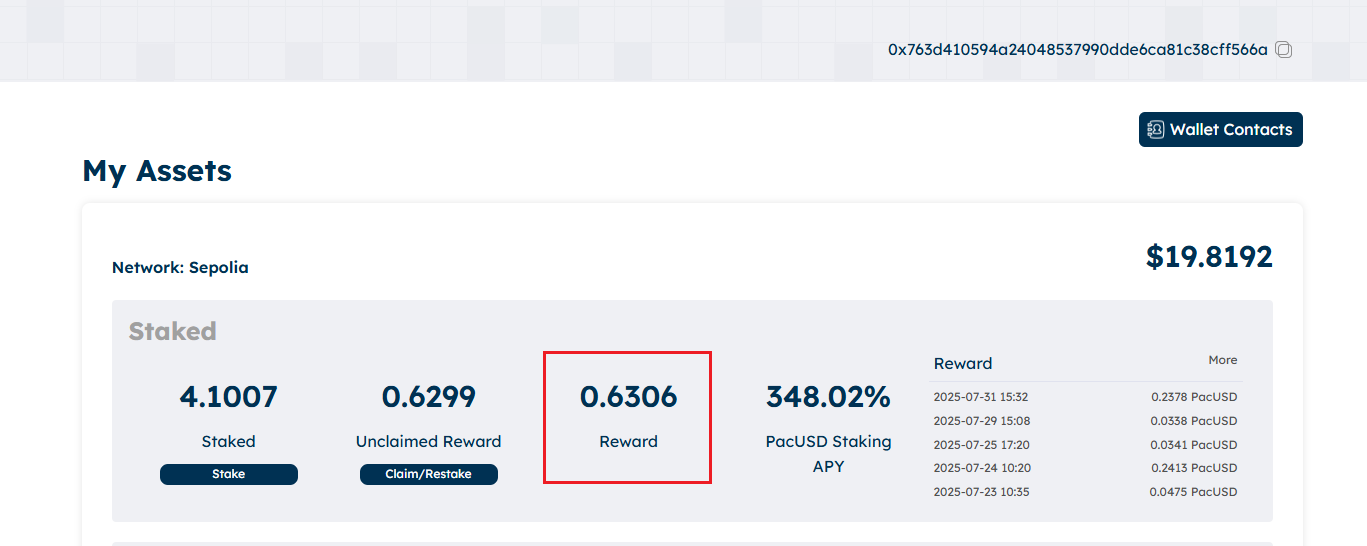 0x763d410594a24048537990dde6ca81c38cff566a
Wallet Contacts
My Assets
Network: Sepolia
$19.8192
Staked
4.1007
Staked
Stake
0.6299
Unclaimed Reward
Claim/Restake
0.6306
Reward
348.02%
PacUSD Staking
APY
Reward More
2025-07-31 15:32 0.2378 PacUSD
2025-07-29 15:08 0.0338 PacUSD
2025-07-25 17:20 0.0341 PacUSD
2025-07-24 10:20 0.2413 PacUSD
2025-07-23 10:35 0.0475 PacUSD